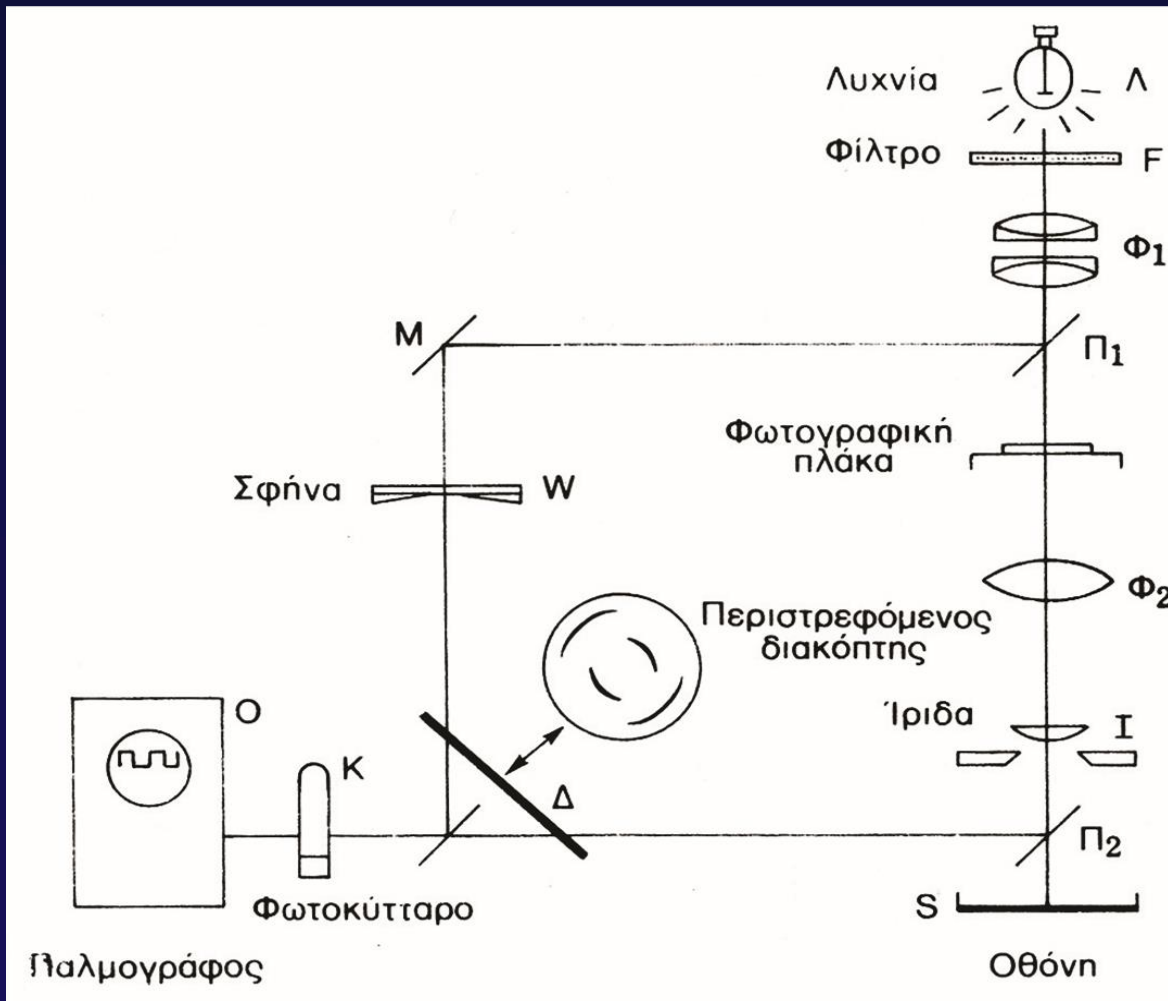 Λυχνία Λ
Φίλτρο F
Φ1
Μ Π1
Φωτογραφική
πλάκα
Σφήνα W
Φ2
Περιστρεφόμενος
διακόπτης
Ίριδα I
Ο
Κ
Δ
Π2
Φωτοκύτταρο
S
Παλμογράφος
Οθόνη